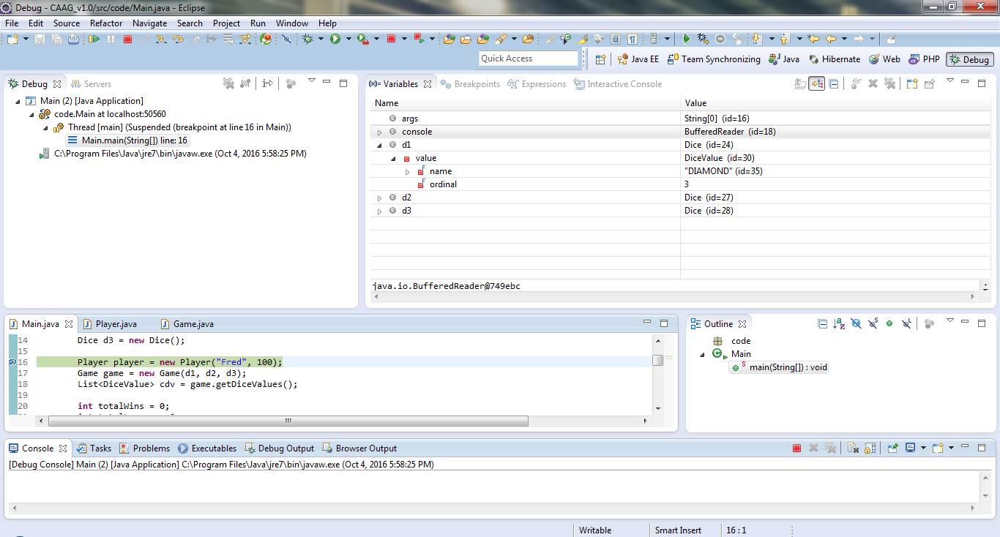 Debug - CAAG_v1.0/src/code/Main.java - Eclipse
File Edit Source Refactor Navigate Search Project Run Window Help
Quick Access Java EE Team Synchronizing Java Hibernate Web PHP Debug
Debug Servers
Main (2) [Java Application]
code.Main at localhost:50560
Thread [main] (Suspended (breakpoint at line 16 in Main))
Main.main(String[]) line: 16
C:\Program Files\Java\jre7\bin\javaw.exe (Oct 4, 2016 5:58:25 PM)
(x)= Variables Breakpoints Expressions Interactive Console
Name Value
args String[0] (id=16)
console BufferedReader (id=18)
d1 Dice (id=24)
value DiceValue (id=30)
name "DIAMOND" (id=35)
ordinal 3
d2 Dice (id=27)
d3 Dice (id=28)
java.io.BufferedReader@749ebc
Main.java Player.java Game.java
14 Dice d3 = new Dice();
15
16 Player player = new Player("Fred", 100);
17 Game game = new Game(d1, d2, d3);
18 List<DiceValue> cdv = game.getDiceValues();
19
20 int totalWins = 0;
Outline
code
Main
main(String[]) : void
Console Tasks Problems Executables Debug Output Browser Output
[Debug Console] Main (2) [Java Application] C:\Program Files\Java\jre7\bin\javaw.exe (Oct 4, 2016 5:58:25 PM)
Writable Smart Insert 16 : 1